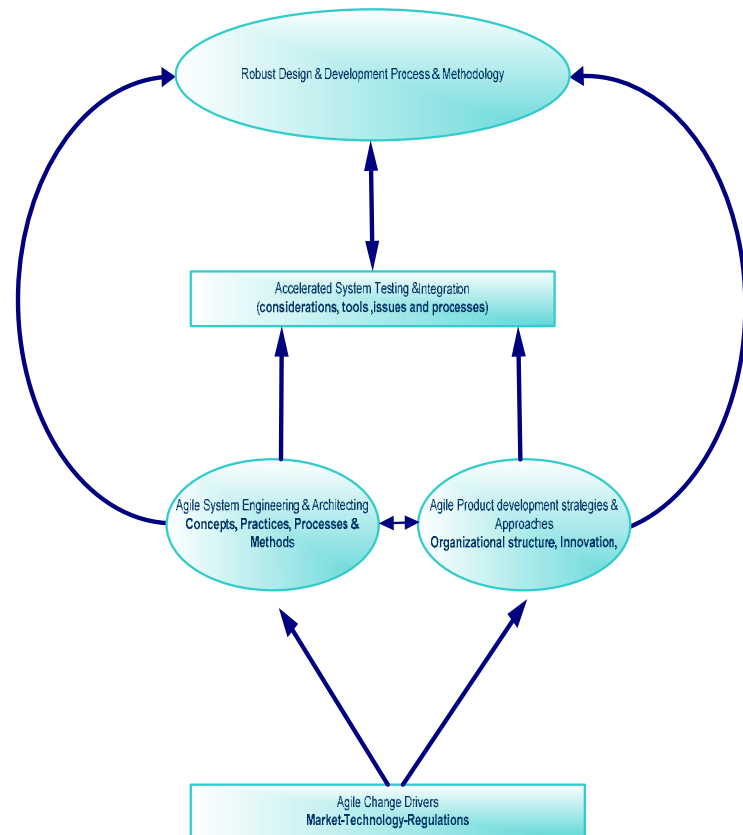 Robust Design & Development Process & Methodology
Accelerated System Testing &Integration
(considerations, tools ,issues and processes)
Agile System Engineering & Architecting
Concepts, Practices, Processes &
Methods
Agile Product development strategies &
Approaches
Organizational structure, Innovation,
Agile Change Drivers
Market-Technology-Regulations